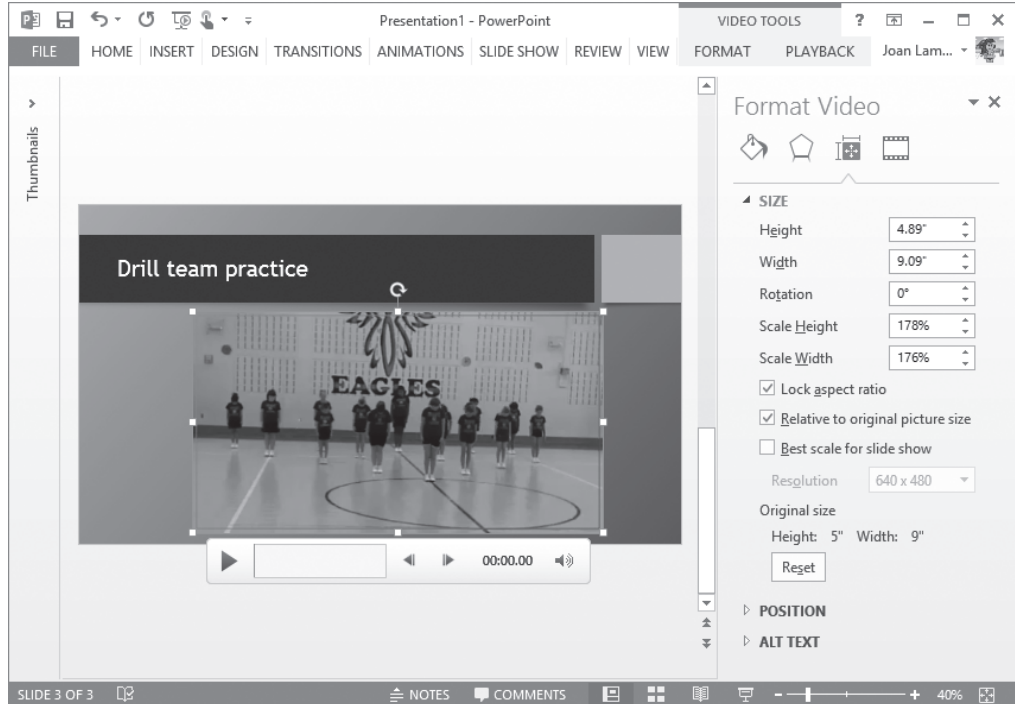 Presentation1 - PowerPoint
VIDEO TOOLS
?
FILE HOME INSERT DESIGN TRANSITIONS ANIMATIONS SLIDE SHOW REVIEW VIEW FORMAT PLAYBACK Joan Lam...
Thumbnails
Drill team practice
EAGLES
00:00.00
Format Video
SIZE
Height 4.89"
Width 9.09"
Rotation 0°
Scale Height 178%
Scale Width 176%
Lock aspect ratio
Relative to original picture size
Best scale for slide show
Resolution 640 x 480
Original size
Height: 5" Width: 9"
Reset
POSITION
ALT TEXT
SLIDE 3 OF 3 NOTES COMMENTS 40%